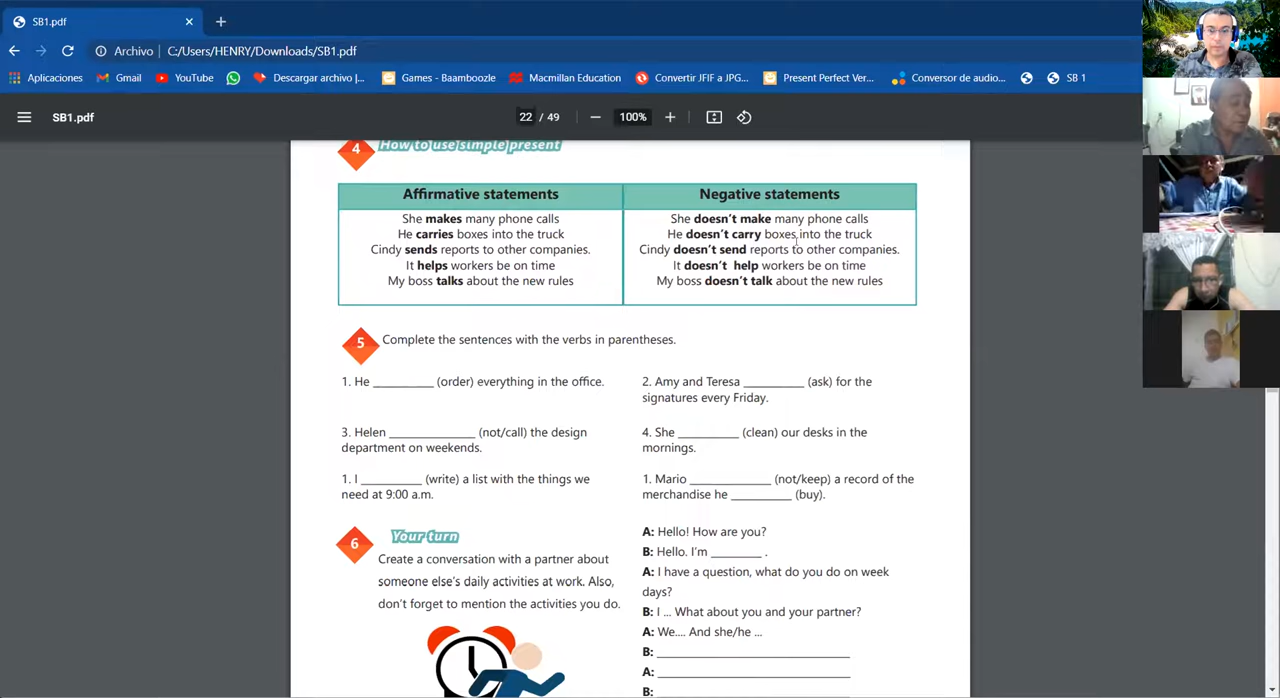 SB1.pdf
Archivo | C:/Users/HENRY/Downloads/SB1.pdf
Aplicaciones Gmail YouTube Descargar archivo |... Games - Baamboozle Macmillan Education Convertir JFIF a JPG... Present Perfect Ver... Conversor de audio... SB 1
SB1.pdf 22 / 49 100%
4 How to use simple present
Affirmative statements
She makes many phone calls
He carries boxes into the truck
Cindy sends reports to other companies.
It helps workers be on time
My boss talks about the new rules
Negative statements
She doesn't make many phone calls
He doesn't carry boxes into the truck
Cindy doesn't send reports to other companies.
It doesn't help workers be on time
My boss doesn't talk about the new rules
5 Complete the sentences with the verbs in parentheses.
1. He _________ (order) everything in the office.
2. Amy and Teresa _________ (ask) for the
signatures every Friday.
3. Helen _____________ (not/call) the design
department on weekends.
4. She _________ (clean) our desks in the
mornings.
1. I _________ (write) a list with the things we
need at 9:00 a.m.
1. Mario ____________ (not/keep) a record of the
merchandise he _________ (buy).
6 Your turn
Create a conversation with a partner about
someone else's daily activities at work. Also,
don't forget to mention the activities you do.
A: Hello! How are you?
B: Hello. I'm _______ .
A: I have a question, what do you do on week
days?
B: I ... What about you and your partner?
A: We.... And she/he ...
B: _____________________________
A: _____________________________
B: